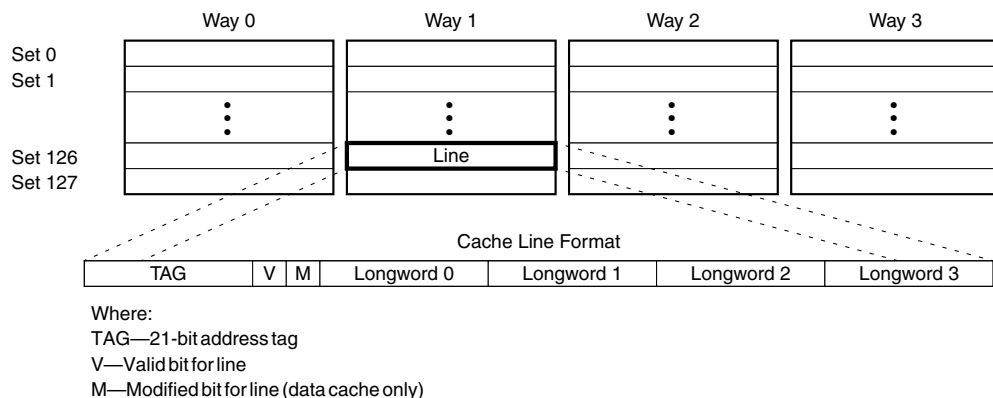 Way 0 Way 1 Way 2 Way 3
Set 0
Set 1
Set 126 Line
Set 127
Cache Line Format
TAG V M Longword 0 Longword 1 Longword 2 Longword 3
Where:
TAG—21-bit address tag
V—Valid bit for line
M—Modified bit for line (data cache only)